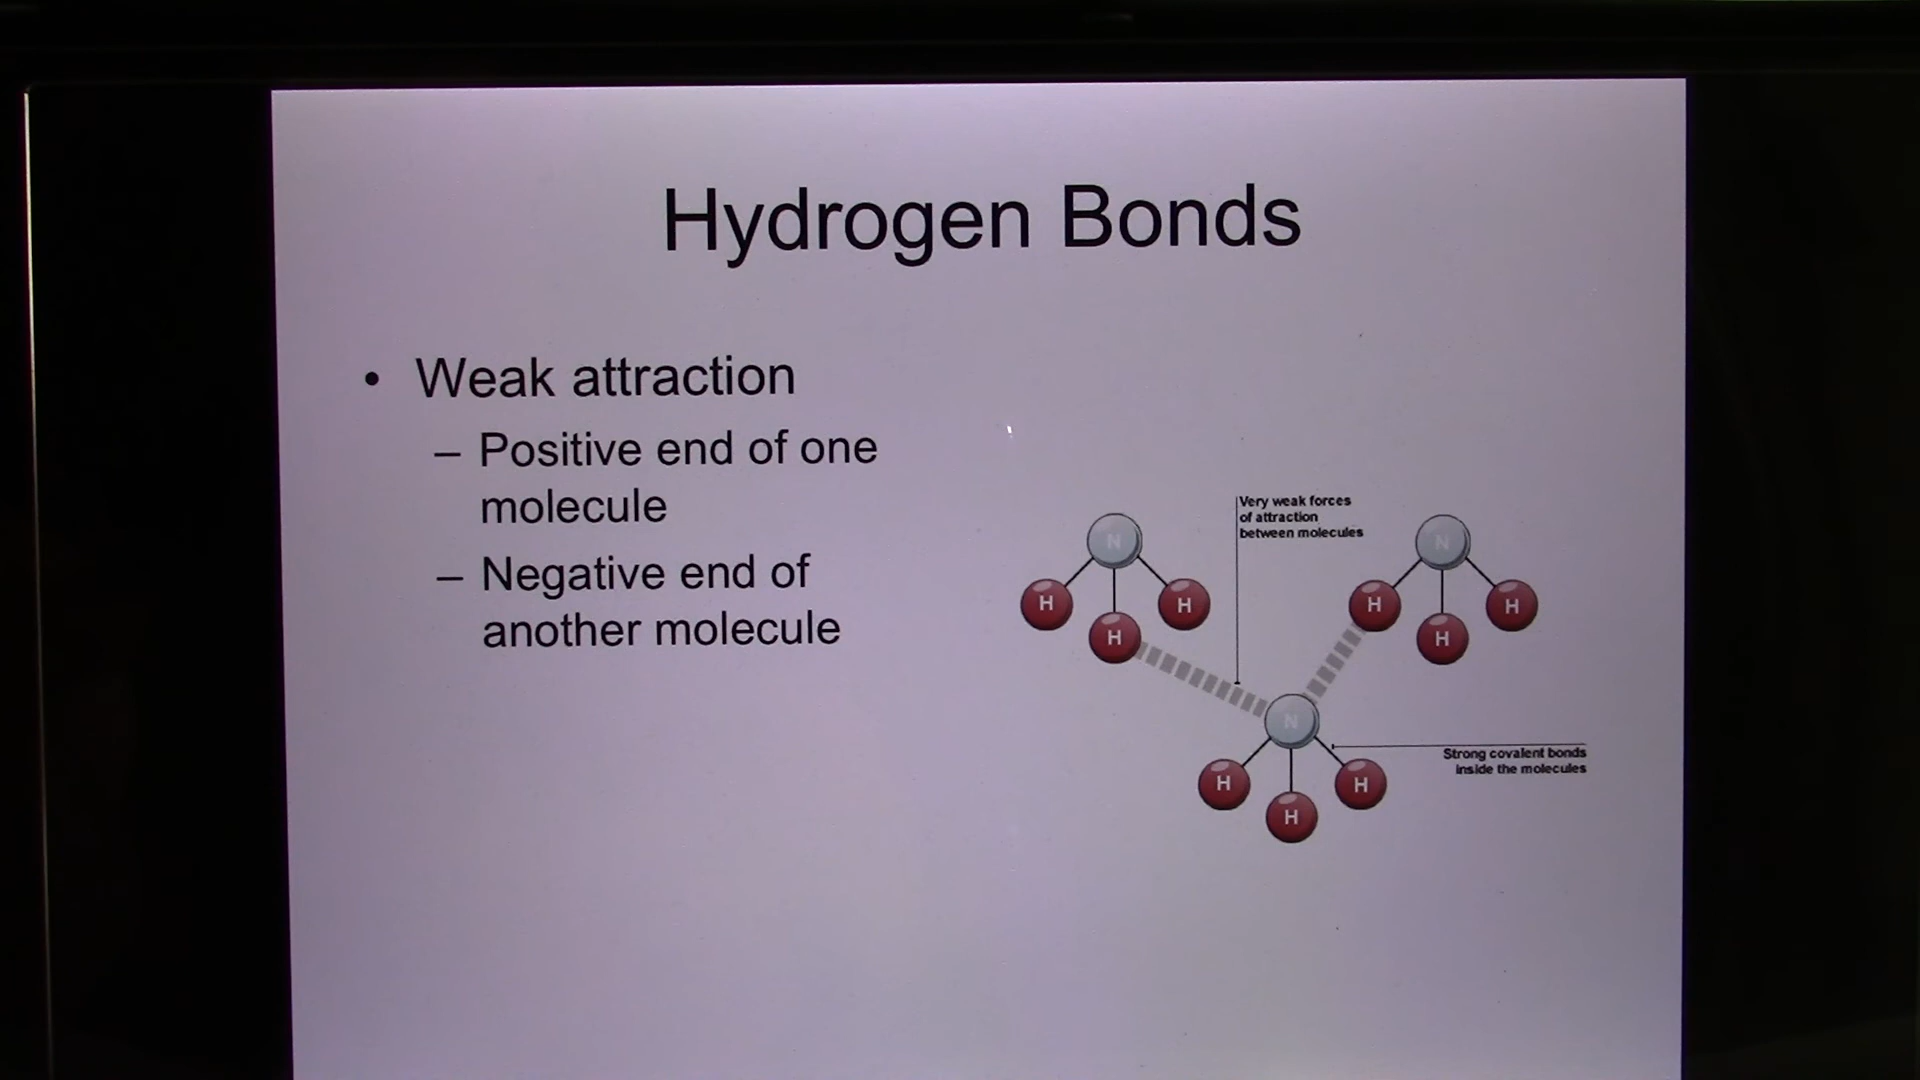 Hydrogen Bonds
• Weak attraction
– Positive end of one
molecule
– Negative end of
another molecule
Very weak forces
of attraction
between molecules
N
N
H
H
H
H
H
H
N
Strong covalent bonds
inside the molecules
H
H
H